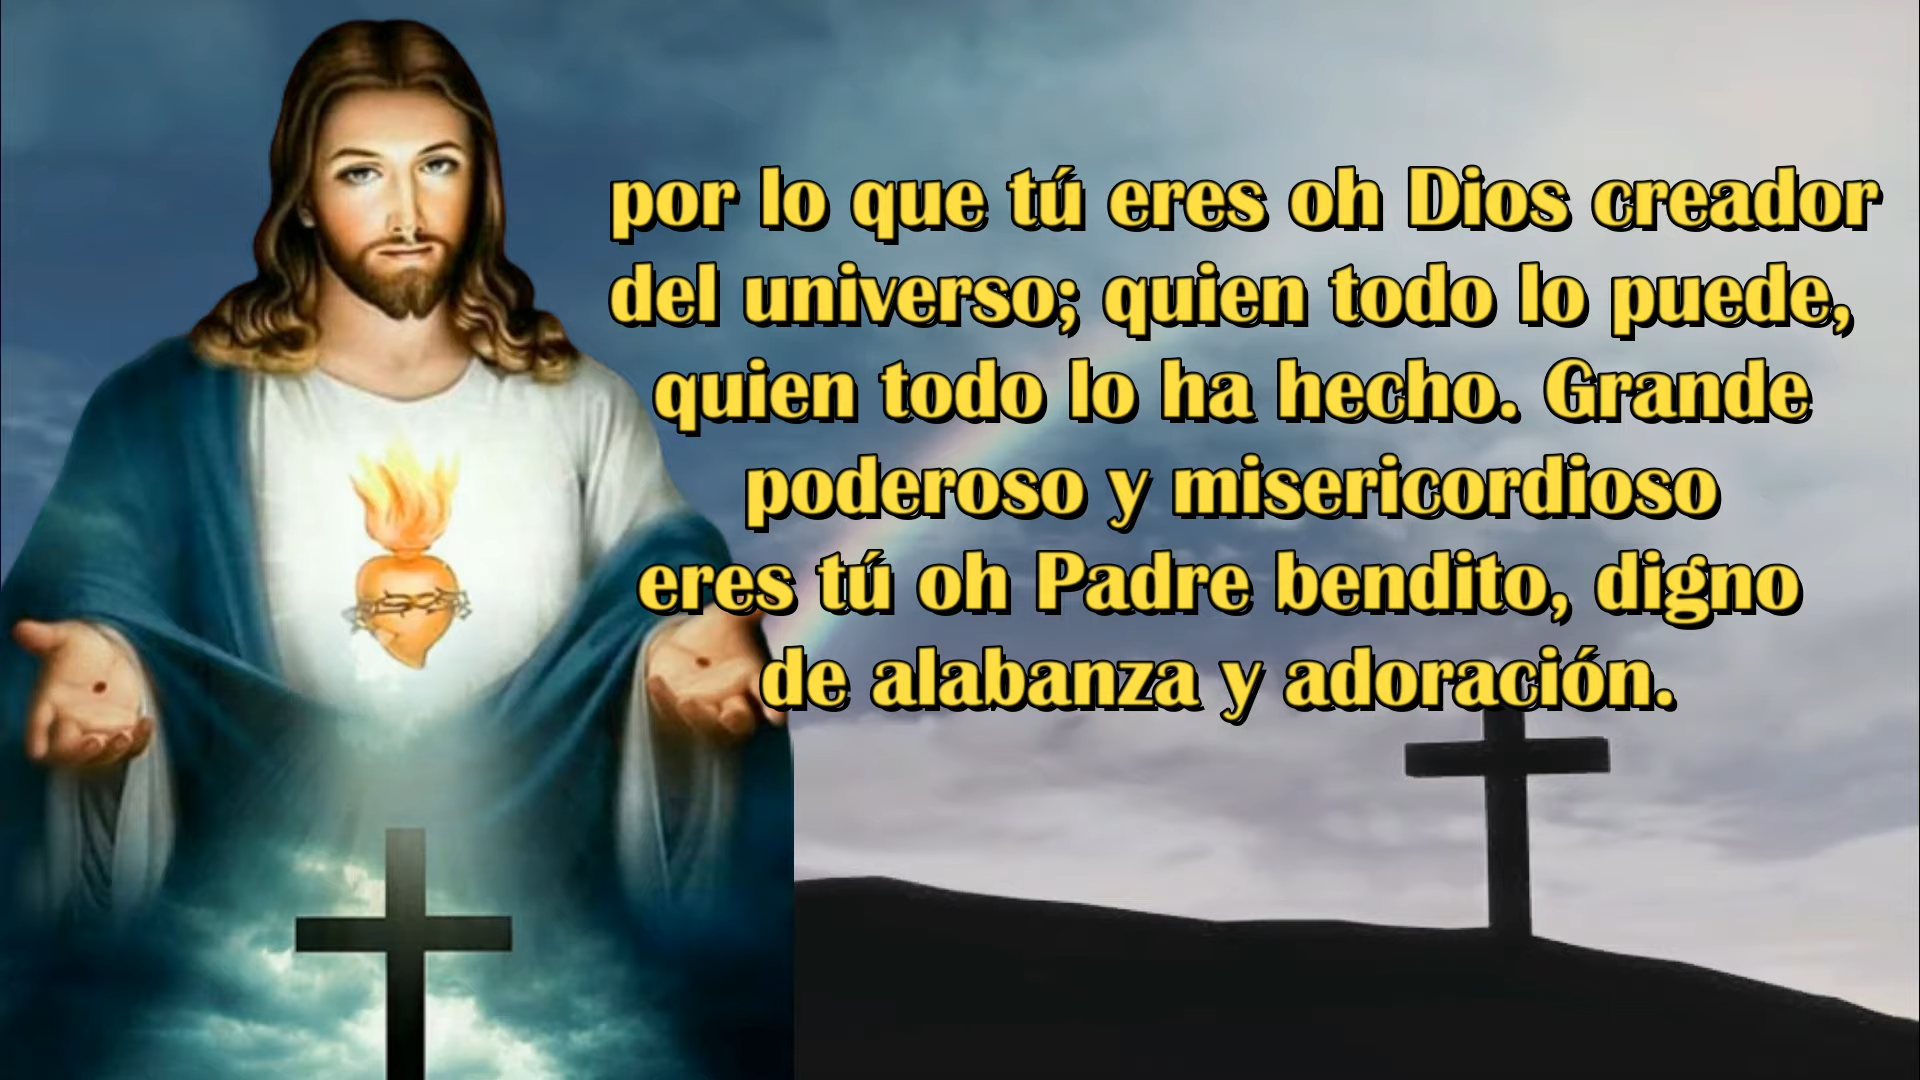 por lo que tú eres oh Dios creador
del universo; quien todo lo puede,
quien todo lo ha hecho. Grande
poderoso y misericordioso
eres tú oh Padre bendito, digno
de alabanza y adoración.